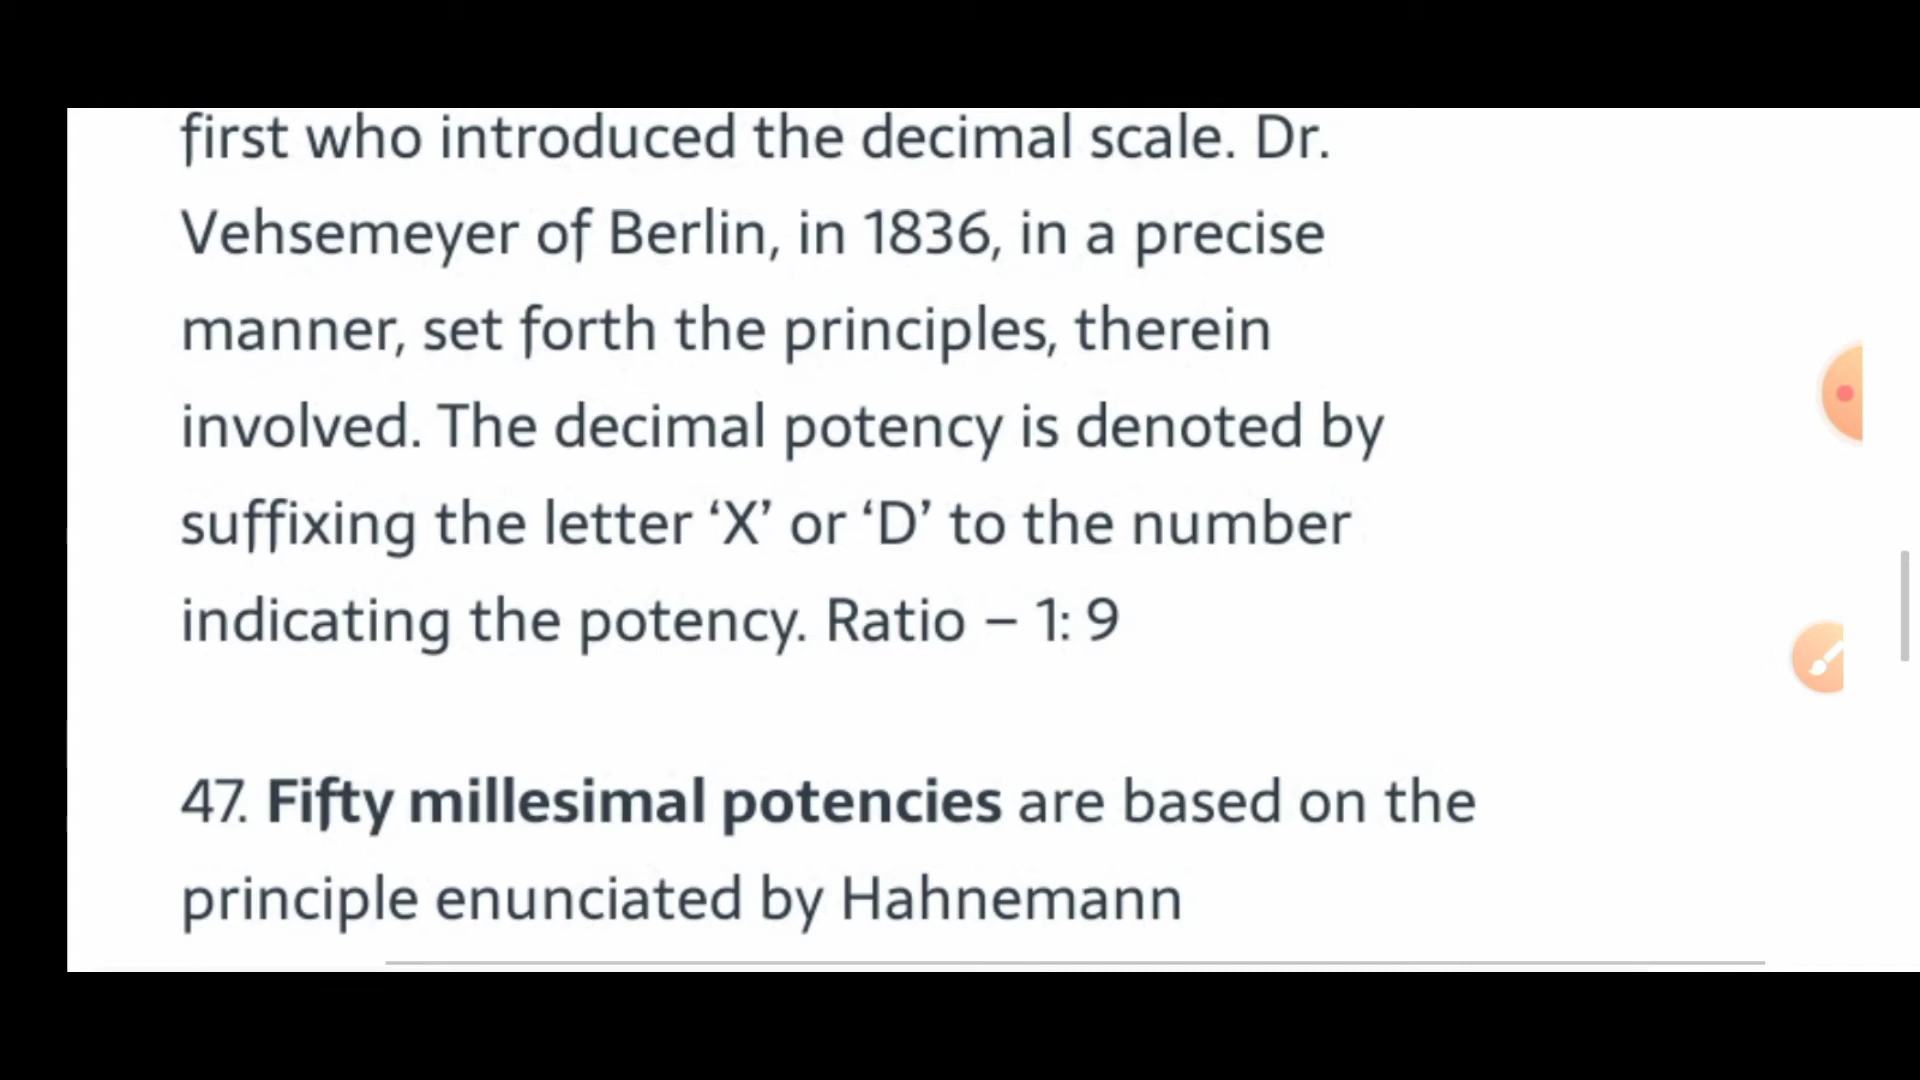 first who introduced the decimal scale. Dr.
Vehsemeyer of Berlin, in 1836, in a precise
manner, set forth the principles, therein
involved. The decimal potency is denoted by
suffixing the letter ‘X’ or ‘D’ to the number
indicating the potency. Ratio – 1: 9
47. Fifty millesimal potencies are based on the
principle enunciated by Hahnemann